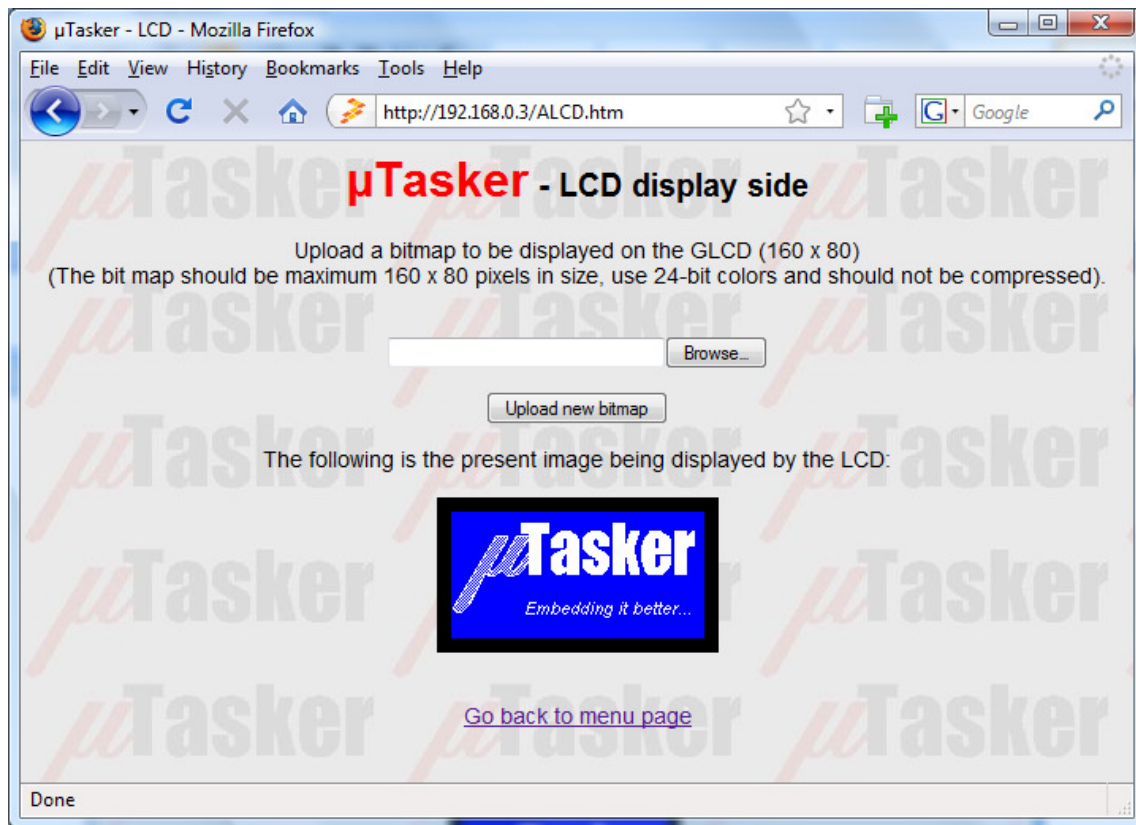 µTasker - LCD - Mozilla Firefox
File Edit View History Bookmarks Tools Help
http://192.168.0.3/ALCD.htm
G Google
µTasker - LCD display side
Upload a bitmap to be displayed on the GLCD (160 x 80)
(The bit map should be maximum 160 x 80 pixels in size, use 24-bit colors and should not be compressed).
Browse...
Upload new bitmap
The following is the present image being displayed by the LCD:
µTasker
Embedding it better...
Go back to menu page
Done